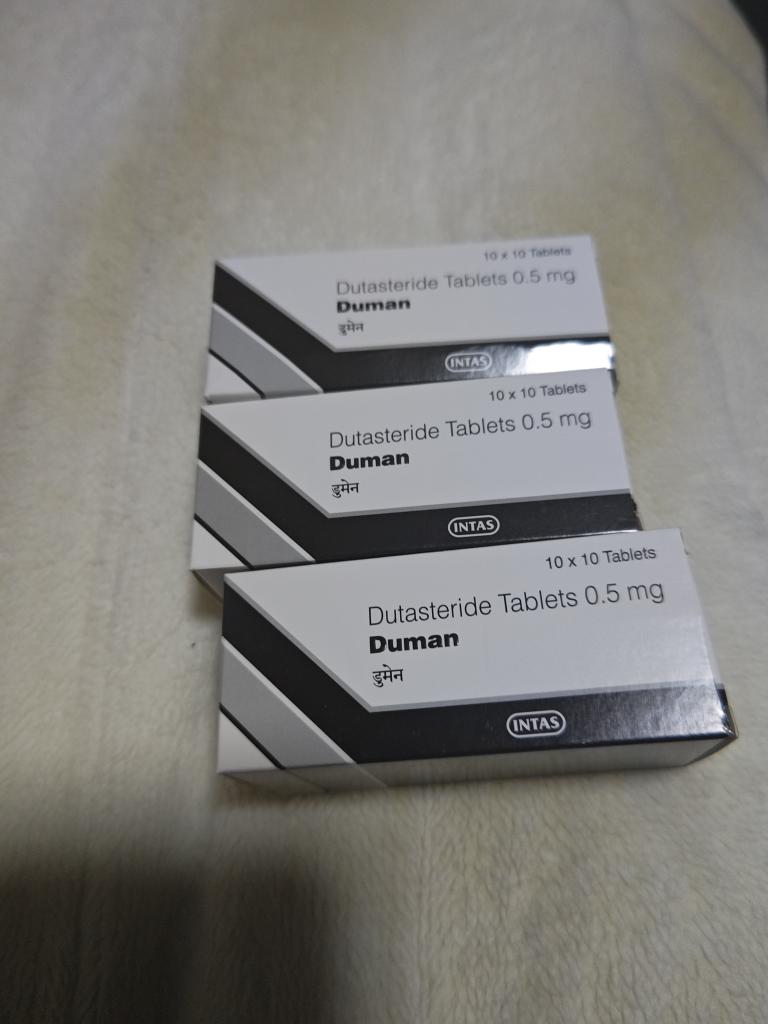 10 x 10 Tablets
Dutasteride Tablets 0.5 mg
Duman
डुमेन
INTAS
10 x 10 Tablets
Dutasteride Tablets 0.5 mg
Duman
डुमेन
INTAS
10 x 10 Tablets
Dutasteride Tablets 0.5 mg
Duman
डुमेन
INTAS